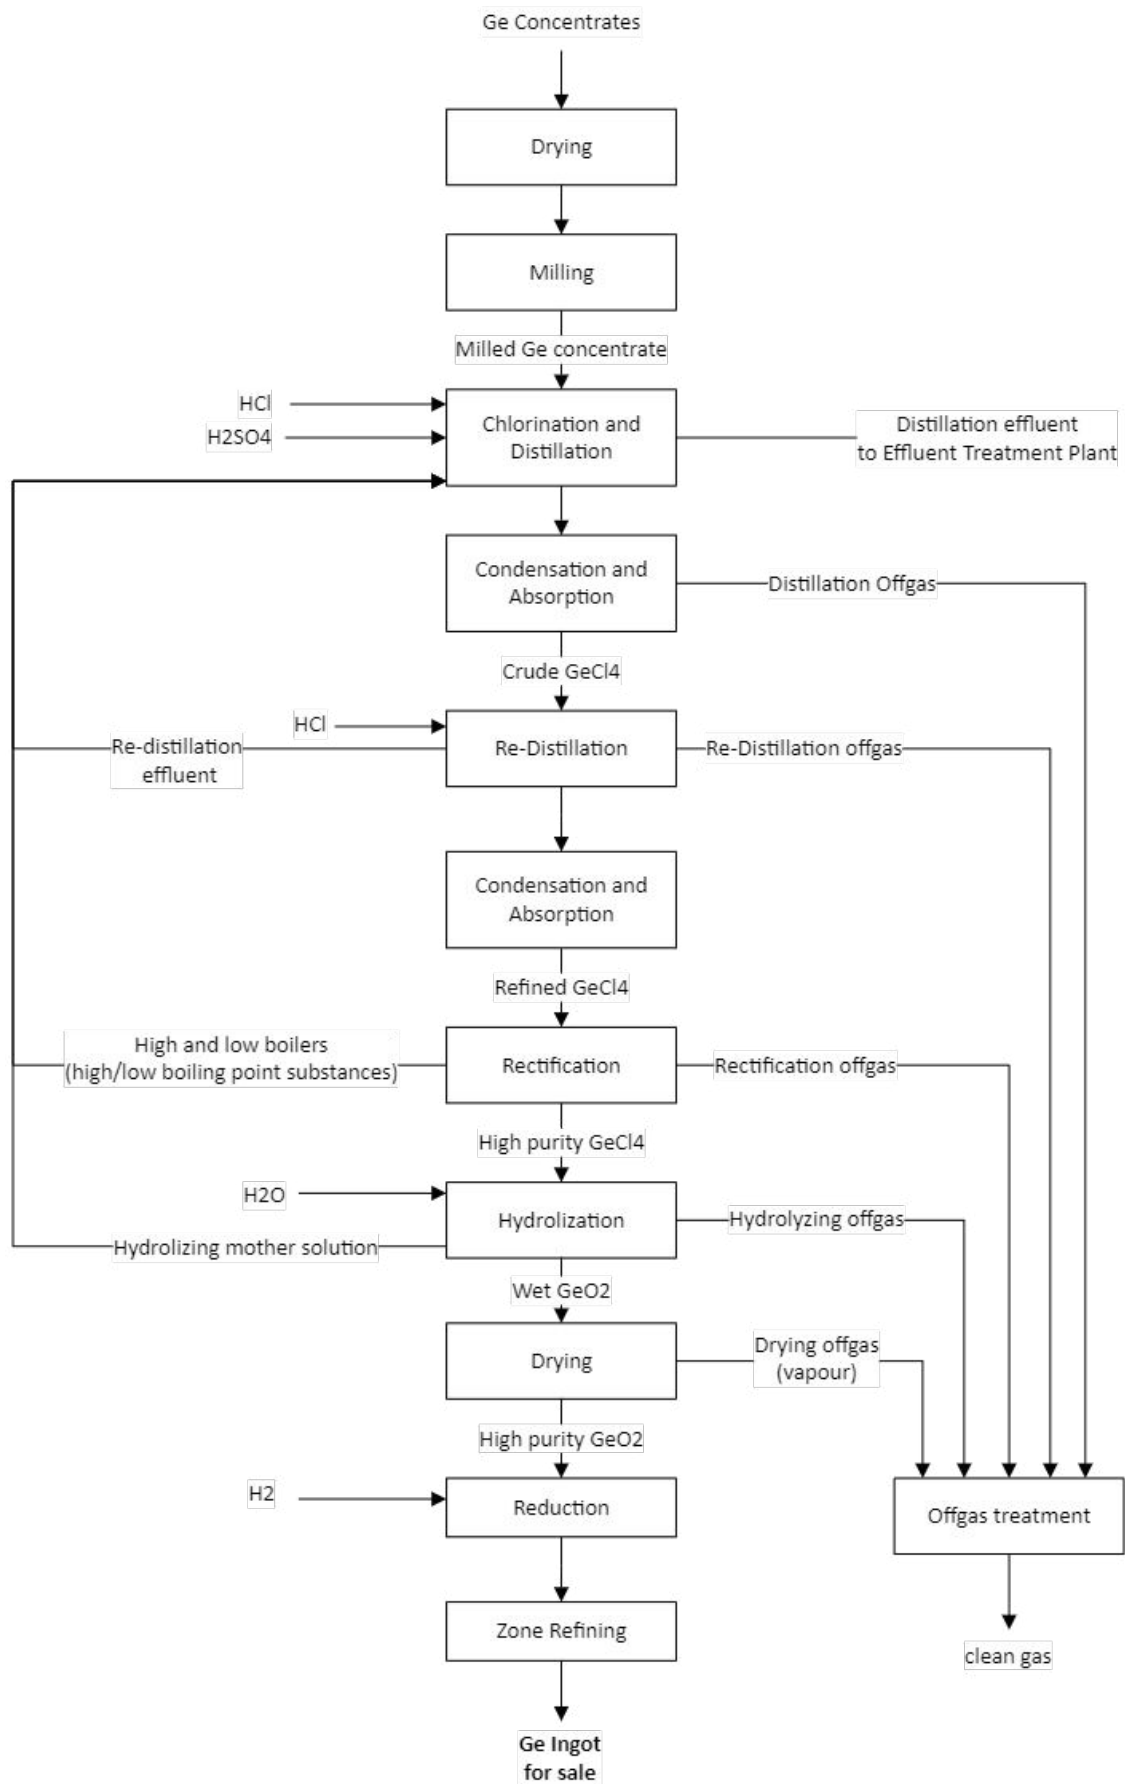 Ge Concentrates
Drying
Milling
Milled Ge concentrate
HCl
H2SO4
Chlorination and
Distillation
Distillation effluent
to Effluent Treatment Plant
Condensation and
Absorption
Distillation Offgas
Crude GeCl4
HCl
Re-distillation
effluent
Re-Distillation
Re-Distillation offgas
Condensation and
Absorption
Refined GeCl4
High and low boilers
(high/low boiling point substances)
Rectification
Rectification offgas
High purity GeCl4
H2O
Hydrolization
Hydrolyzing offgas
Hydrolizing mother solution
Wet GeO2
Drying
Drying offgas
(vapour)
High purity GeO2
H2
Reduction
Offgas treatment
Zone Refining
clean gas
Ge Ingot
for sale